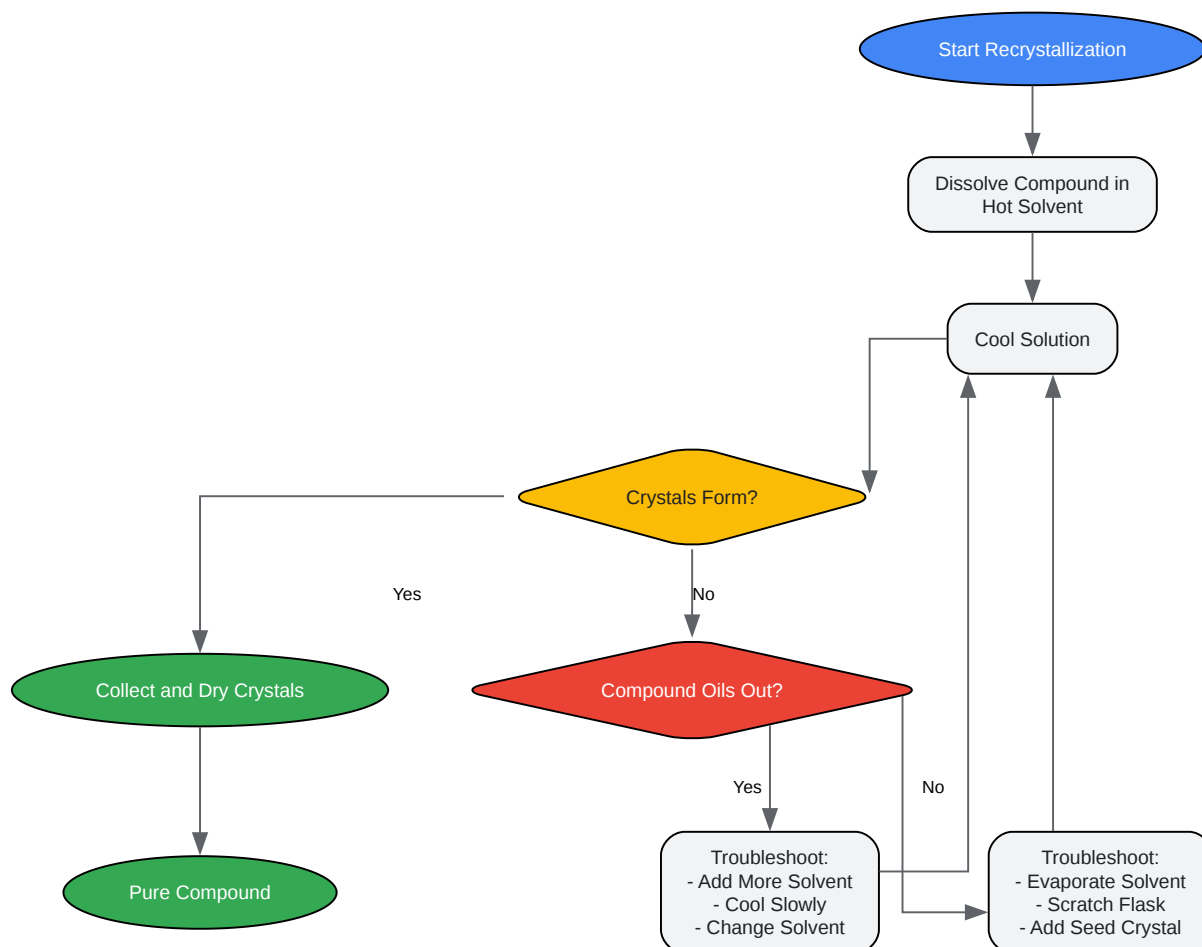 Start Recrystallization
Dissolve Compound in
Hot Solvent
Cool Solution
Crystals Form?
Yes
No
Collect and Dry Crystals
Compound Oils Out?
Yes
No
Pure Compound
Troubleshoot:
- Add More Solvent
- Cool Slowly
- Change Solvent
Troubleshoot:
- Evaporate Solvent
- Scratch Flask
- Add Seed Crystal